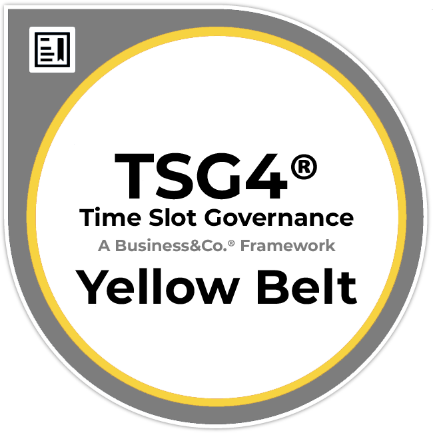 TSG4®
Time Slot Governance
A Business&Co.® Framework
Yellow Belt